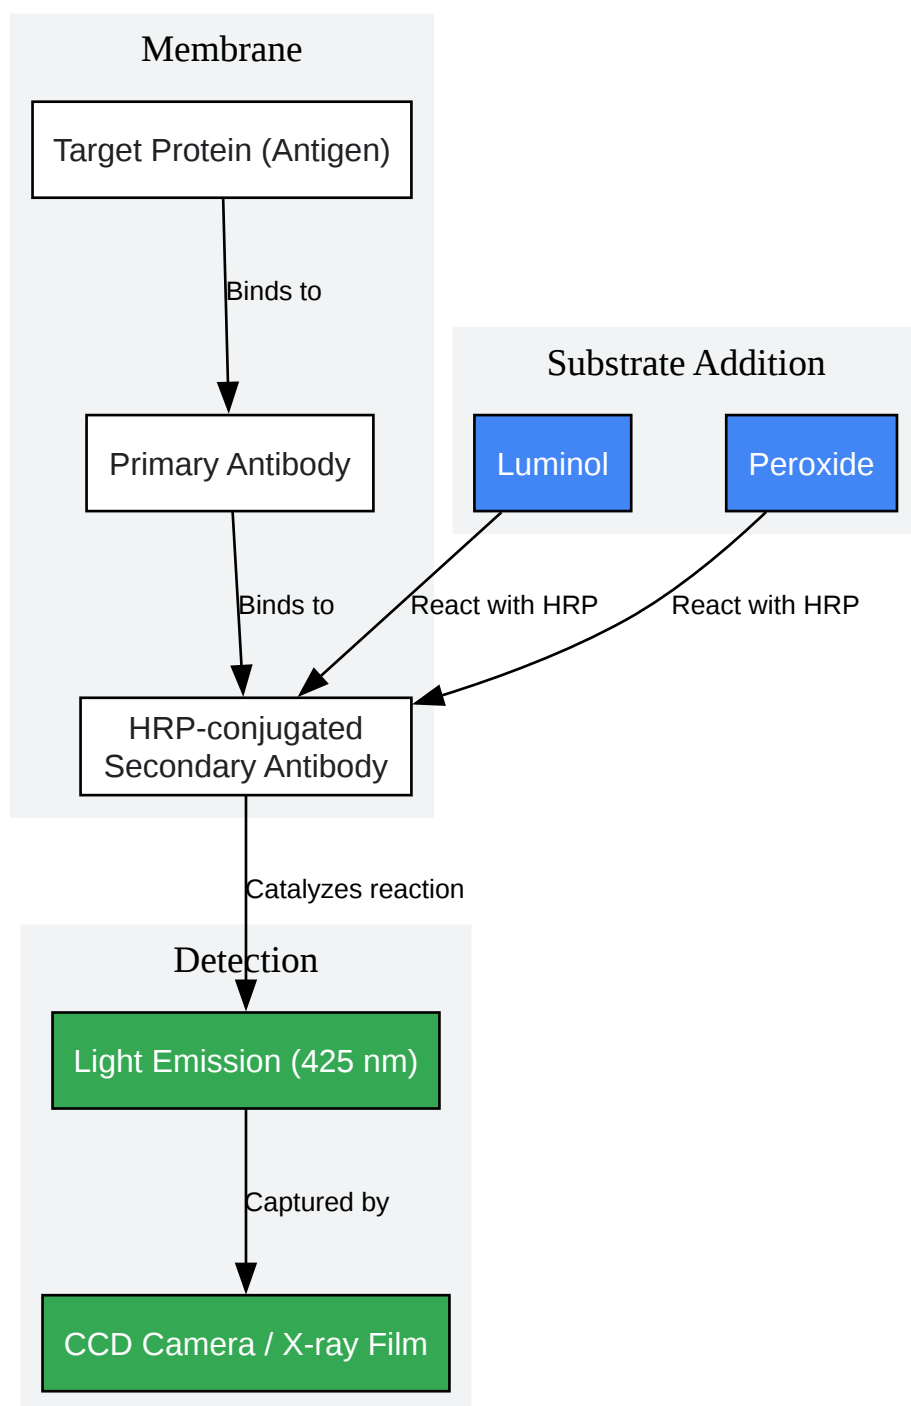 Membrane
Target Protein (Antigen)
Binds to
Substrate Addition
Primary Antibody
Luminol
Peroxide
Binds to
React with HRP
React with HRP
HRP-conjugated
Secondary Antibody
Catalyzes reaction
Detection
Light Emission (425 nm)
Captured by
CCD Camera / X-ray Film